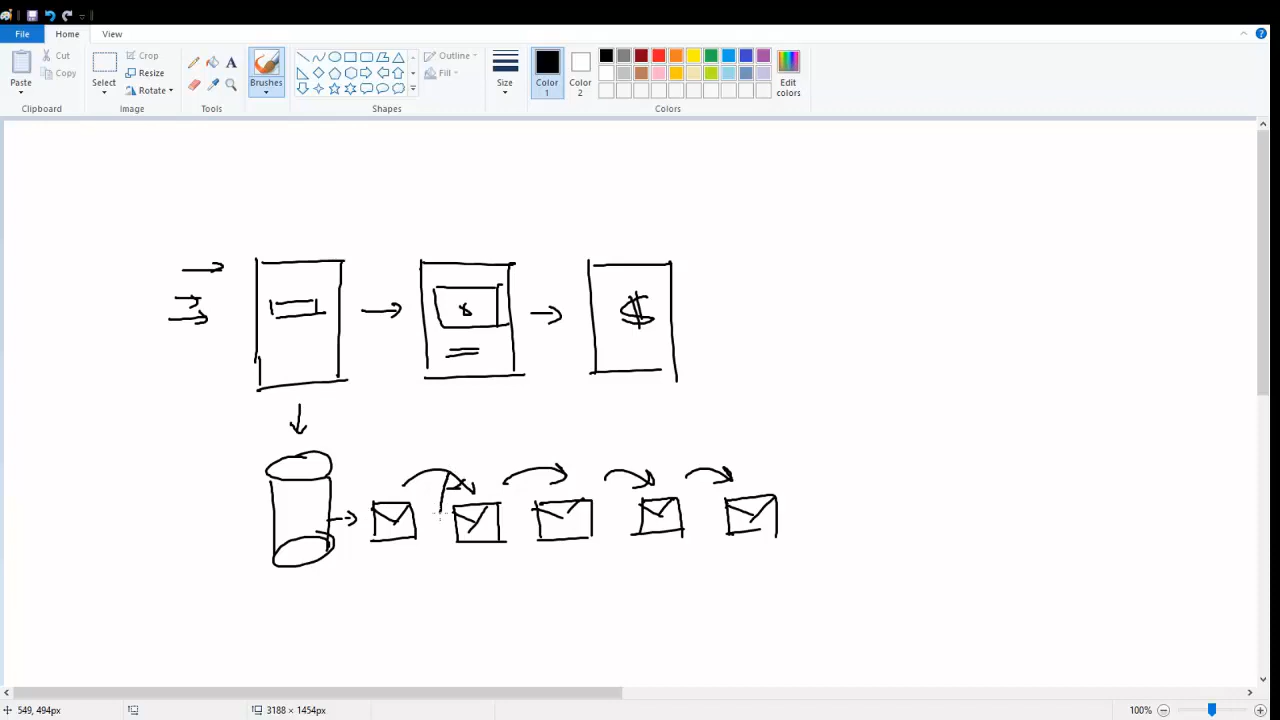 File Home View
Paste Cut Copy Clipboard
Select Crop Resize Rotate Image
A Tools
Brushes
Shapes Outline Fill
Size
Color 1 Color 2 Edit colors Colors
$
549, 494px 3188 × 1454px 100%